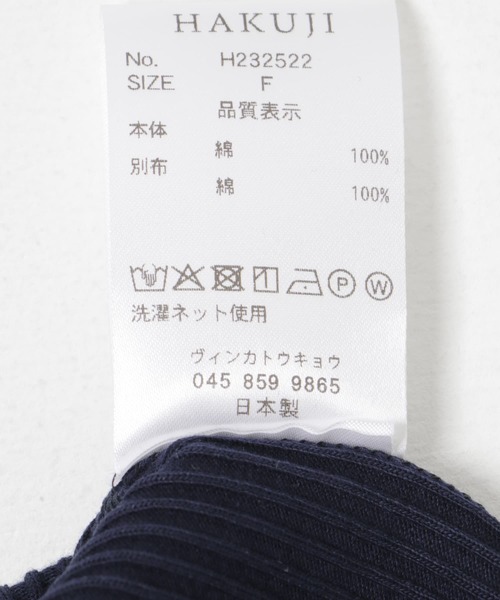 HAKUJI
No. H232522
SIZE F
品質表示
本体 綿 100%
別布 綿 100%
P W
洗濯ネット使用
ヴィンカトウキョウ
045 859 9865
日本製